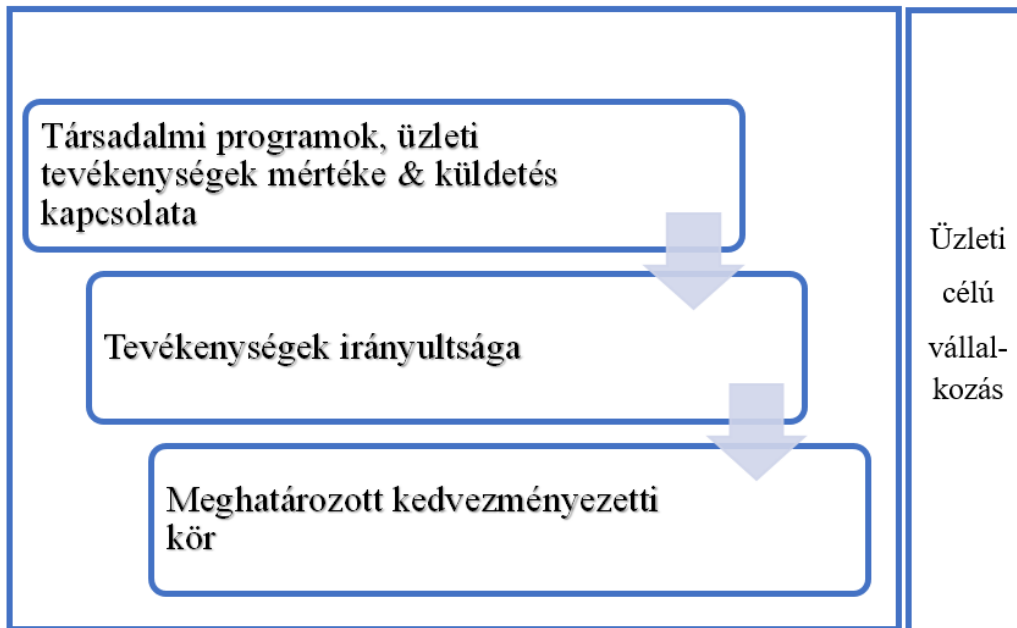 Társadalmi programok, üzleti
tevékenységek mértéke & küldetés
kapcsolata
Tevékenységek irányultsága
Meghatározott kedvezményezetti
kör
Üzleti
célú
vállal-
kozás